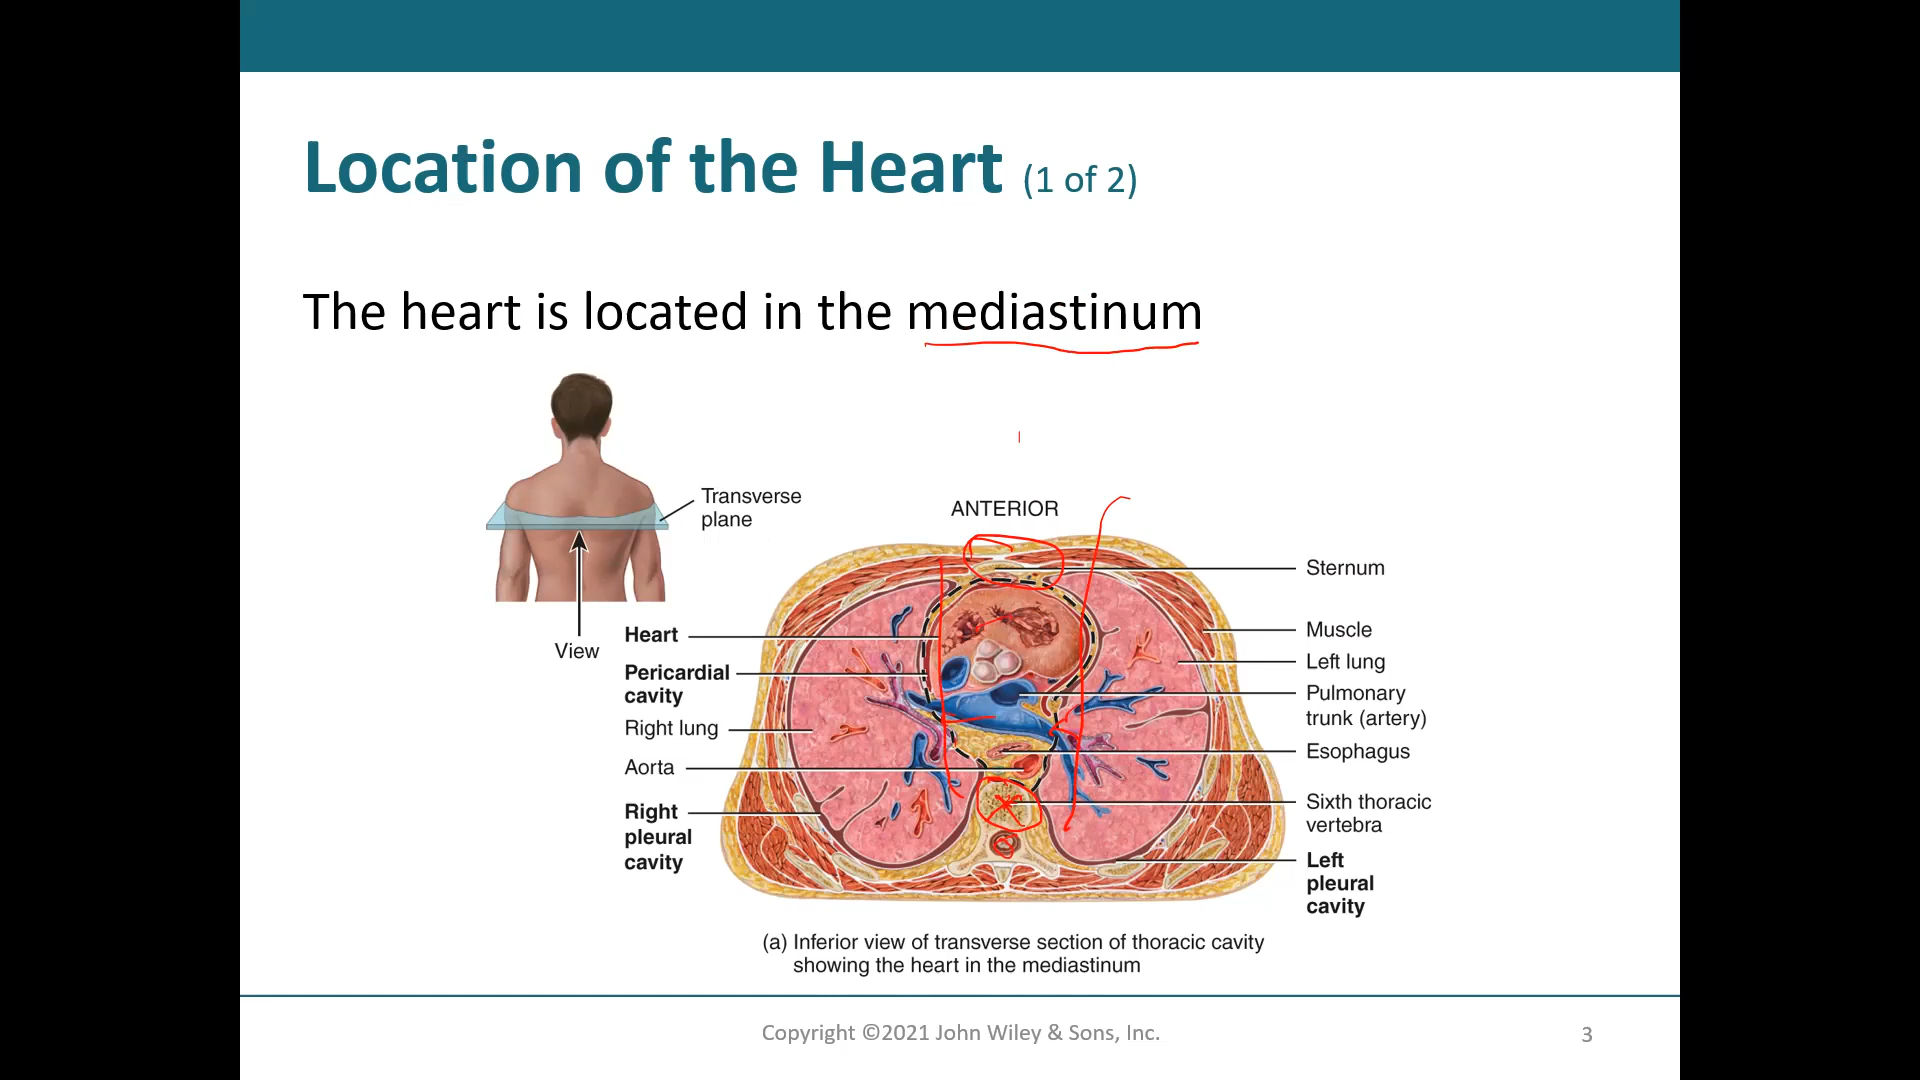 Location of the Heart (1 of 2)
The heart is located in the mediastinum
Transverse
plane
View
ANTERIOR
Heart
Pericardial
cavity
Right lung
Aorta
Right
pleural
cavity
Sternum
Muscle
Left lung
Pulmonary
trunk (artery)
Esophagus
Sixth thoracic
vertebra
Left
pleural
cavity
(a) Inferior view of transverse section of thoracic cavity
showing the heart in the mediastinum
Copyright ©2021 John Wiley & Sons, Inc.
3